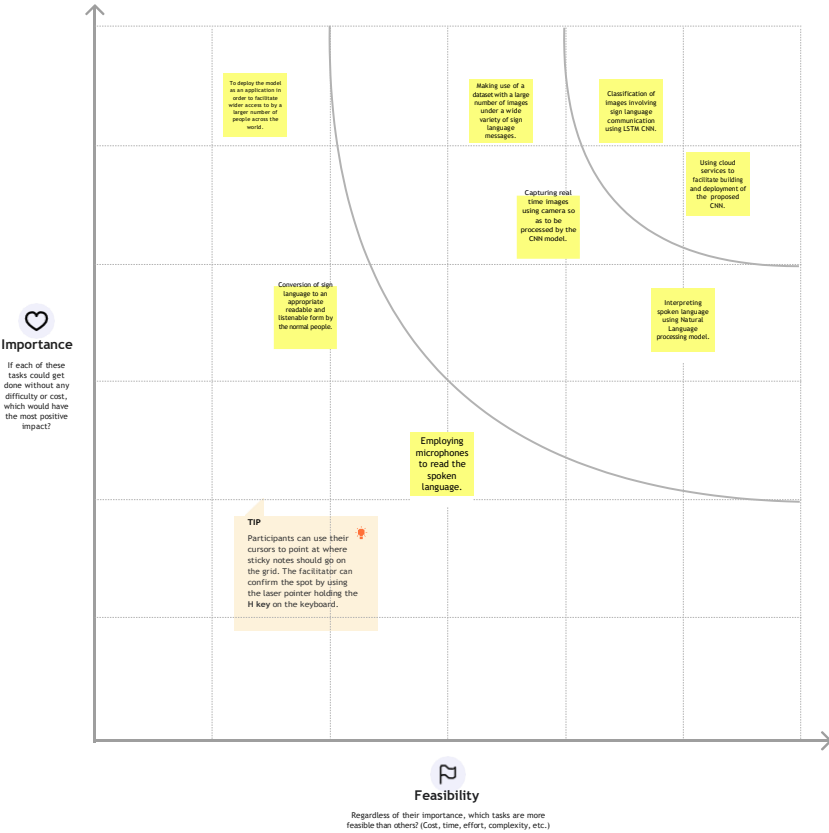 To deploy the model
as an application in
order to facilitate
wider access to by a
larger number of
people across the
world.
Making use of a
dataset with a large
number of images
under a wide
variety of sign
language
messages.
Classification of
images involving
sign language
communication
using LSTM CNN.
Using cloud
services to
facilitate building
and deployment of
the proposed
CNN.
Capturing real
time images
using camera so
as to be
processed by the
CNN model.
Conversion of sign
language to an
appropriate
readable and
listenable form by
the normal people.
Interpreting
spoken language
using Natural
Language
processing model.
Importance
If each of these
tasks could get
done without any
difficulty or cost,
which would have
the most positive
impact?
Employing
microphones
to read the
spoken
language.
TIP
Participants can use their
cursors to point at where
sticky notes should go on
the grid. The facilitator can
confirm the spot by using
the laser pointer holding the
H key on the keyboard.
Feasibility
Regardless of their importance, which tasks are more
feasible than others? (Cost, time, effort, complexity, etc.)